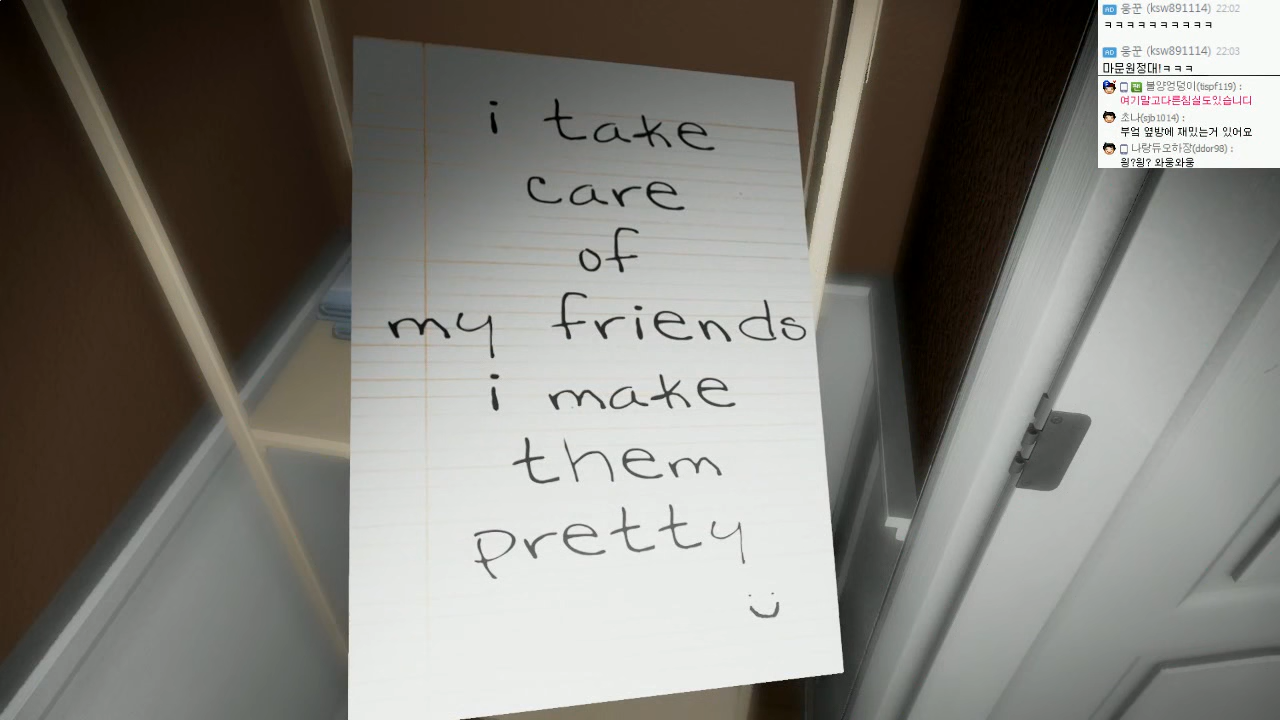 i take
care
of
my friends
i make
them
pretty
AD 웅꾼 (ksw891114) 22:02
ㅋㅋㅋㅋㅋㅋㅋㅋㅋㅋ
AD 웅꾼 (ksw891114) 22:03
마문원정대!ㅋㅋㅋ
불양엉덩이(tispf119) :
여기말고다른침실도있습니다
초나(sjb1014) :
부엌 옆방에 재밌는거 있어요
나랑듀오하장(ddor98) :
윙?윙? 와웅와웅